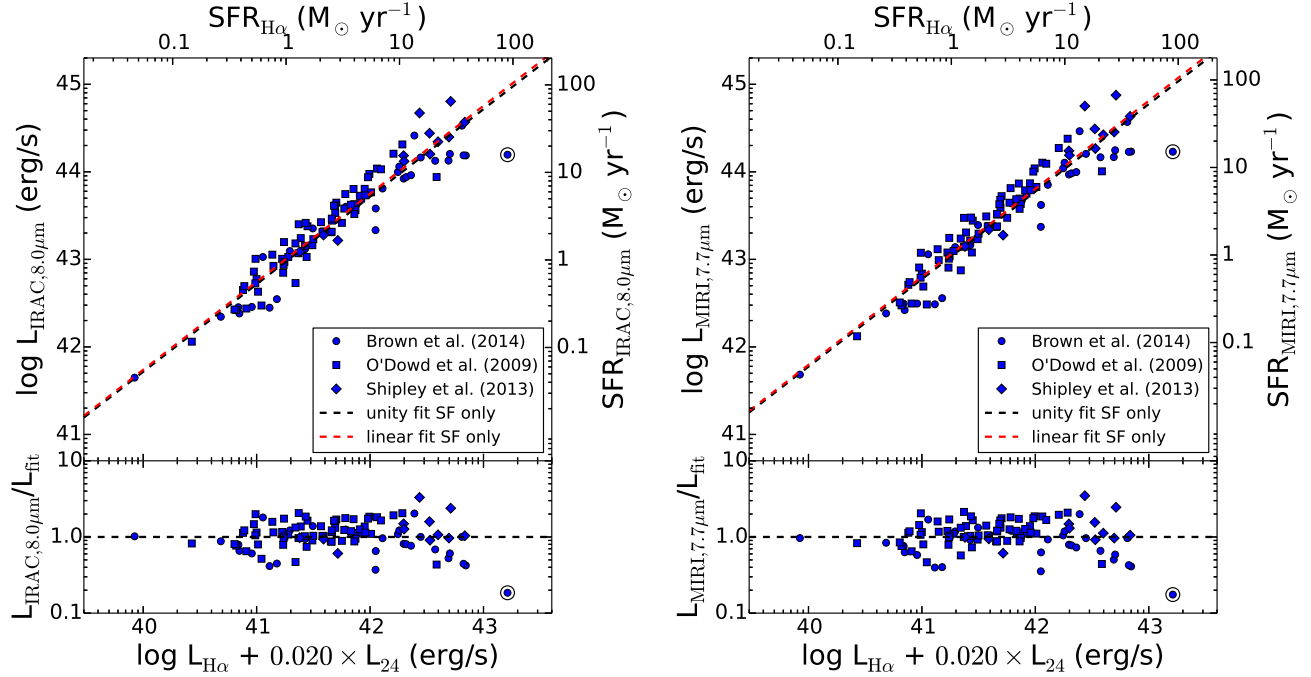 SFR_Hα (M_⊙ yr⁻¹)
0.1 1 10 100
log L_IRAC,8.0μm (erg/s)
45
44
43
42
41
SFR_IRAC,8.0μm (M_⊙ yr⁻¹)
100
10
1
0.1
Brown et al. (2014)
O'Dowd et al. (2009)
Shipley et al. (2013)
unity fit SF only
linear fit SF only
L_IRAC,8.0μm/L_fit
10
1.0
0.1
40 41 42 43
log L_Hα + 0.020 × L_24 (erg/s)
SFR_Hα (M_⊙ yr⁻¹)
0.1 1 10 100
log L_MIRI,7.7μm (erg/s)
45
44
43
42
41
SFR_MIRI,7.7μm (M_⊙ yr⁻¹)
100
10
1
0.1
Brown et al. (2014)
O'Dowd et al. (2009)
Shipley et al. (2013)
unity fit SF only
linear fit SF only
L_MIRI,7.7μm/L_fit
10
1.0
0.1
40 41 42 43
log L_Hα + 0.020 × L_24 (erg/s)